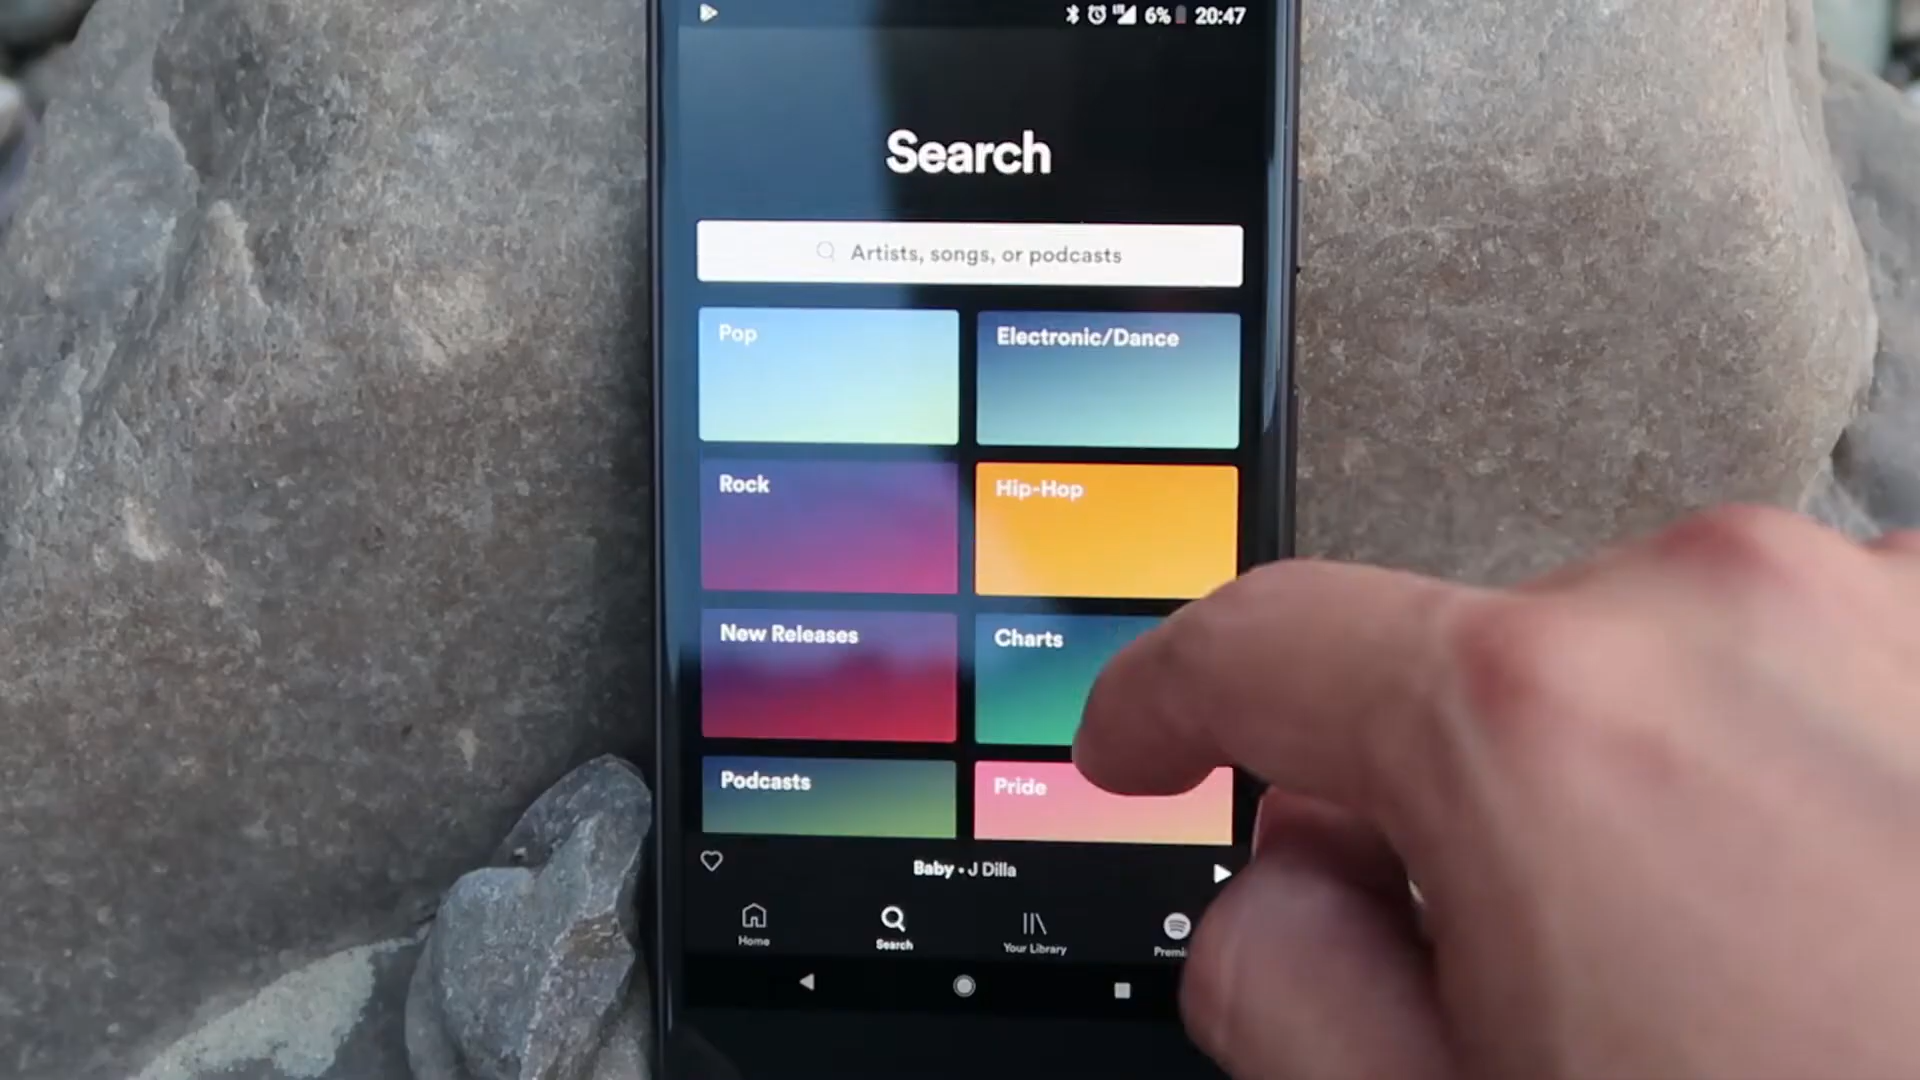 6% 20:47
Search
Artists, songs, or podcasts
Pop
Electronic/Dance
Rock
Hip-Hop
New Releases
Charts
Podcasts
Pride
Baby • J Dilla
Home
Search
Your Library
Premi